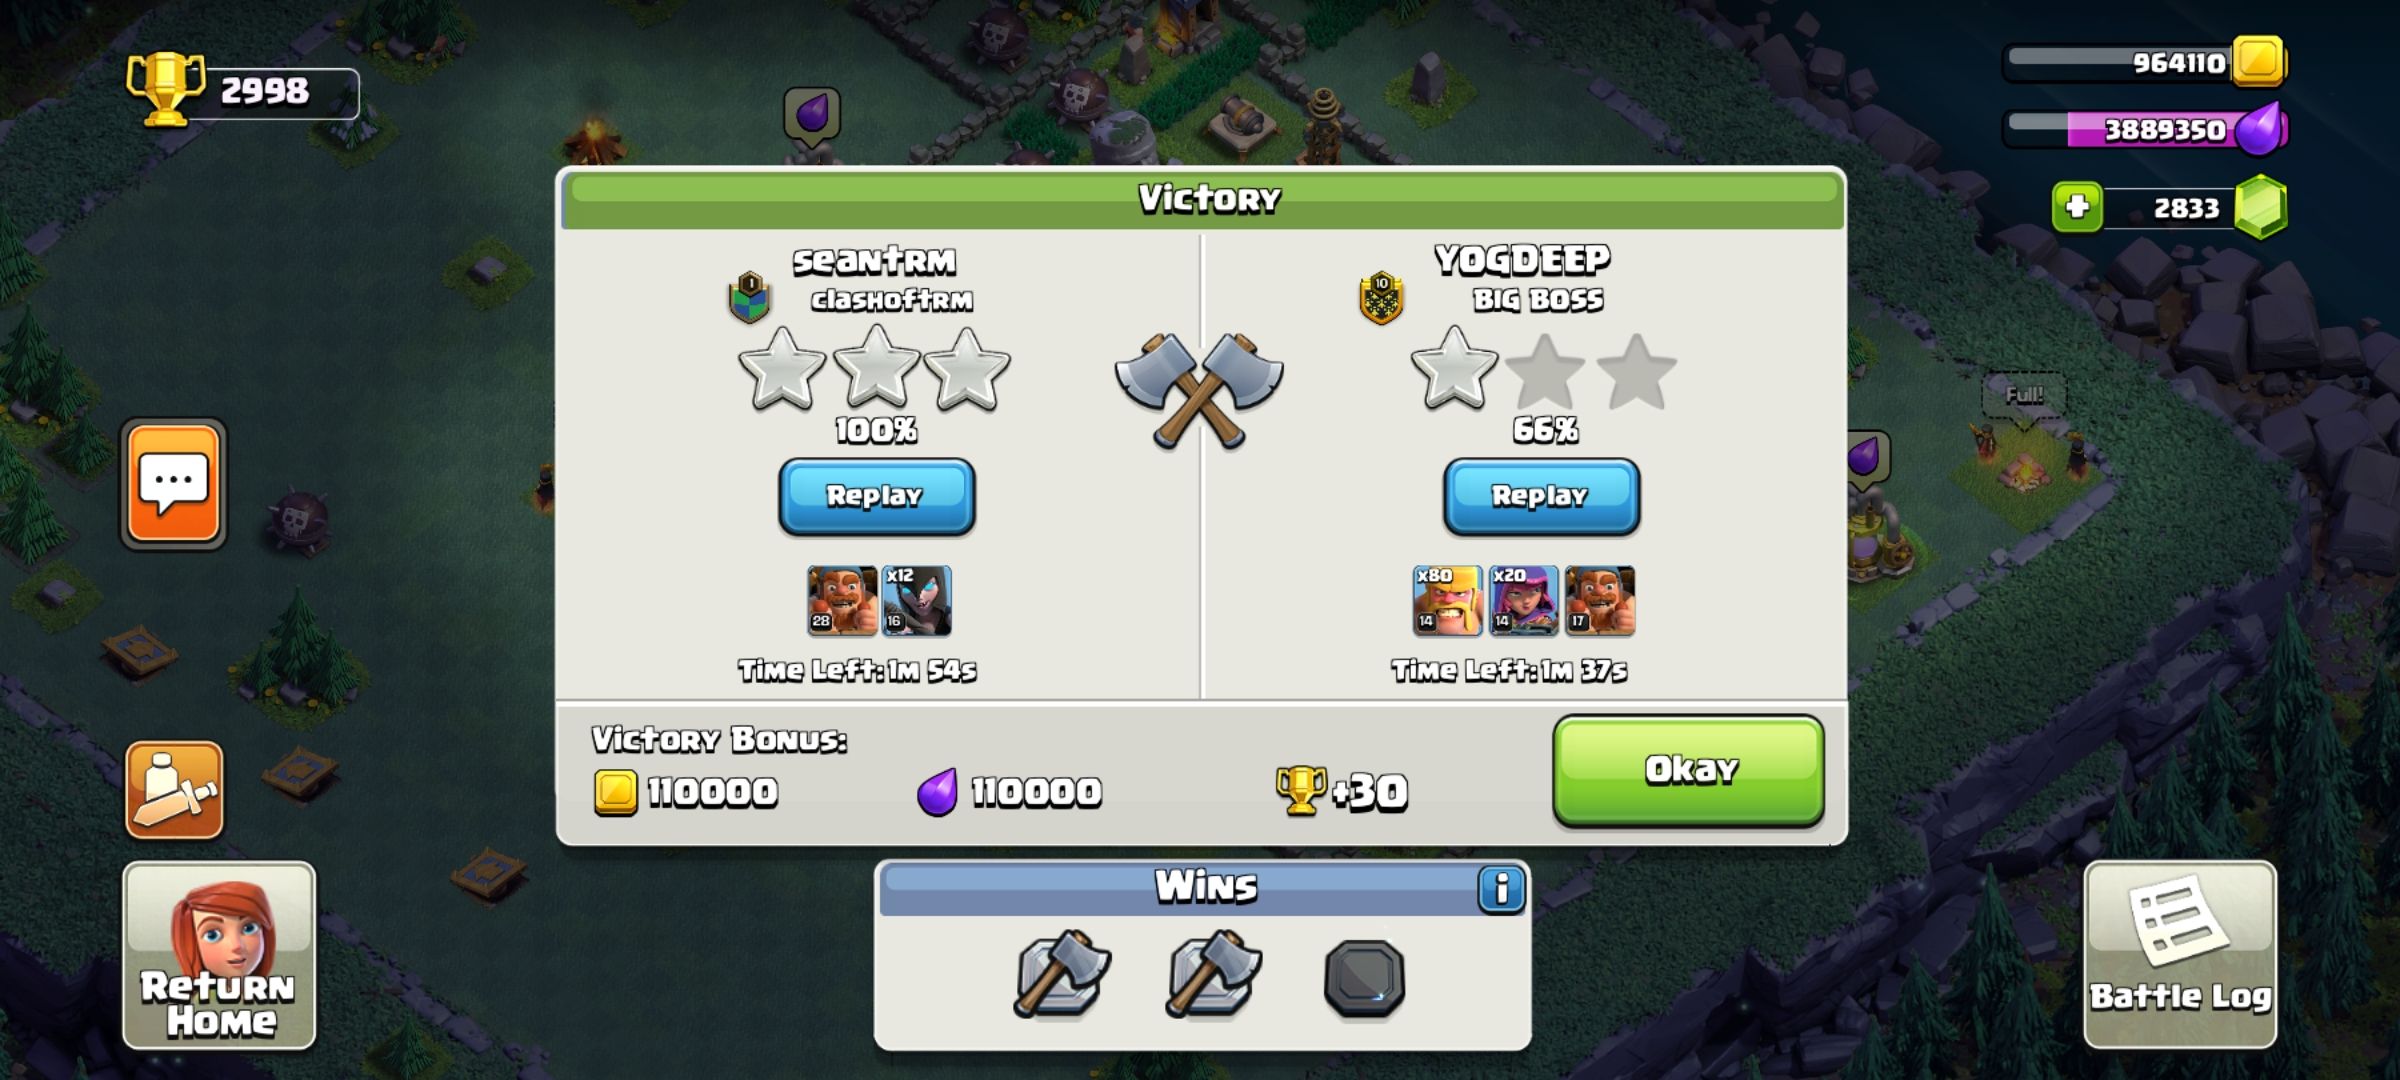 2998
964110
3889350
2833
Victory
seantrm
clashoftrm
1
100%
Replay
28
x12
16
Time Left: 1m 54s
YOGDEEP
BIG BOSS
10
66%
Replay
x80
14
x20
14
17
Time Left: 1m 37s
Full!
Victory Bonus:
110000
110000
+30
Okay
Wins
i
Return
Home
Battle Log